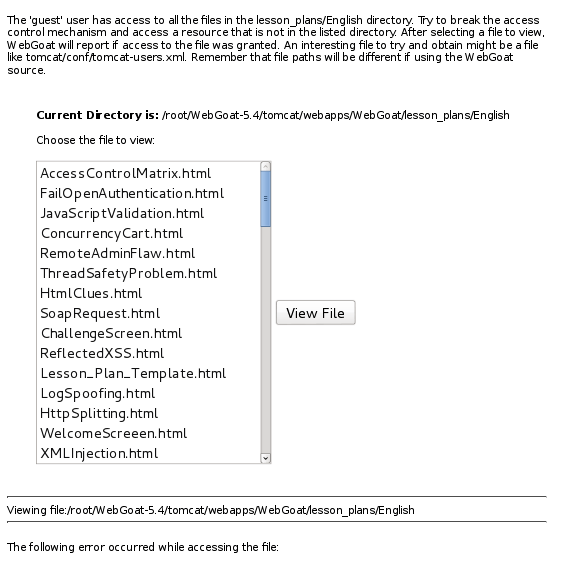 The 'guest' user has access to all the files in the lesson_plans/English directory. Try to break the access
control mechanism and access a resource that is not in the listed directory. After selecting a file to view,
WebGoat will report if access to the file was granted. An interesting file to try and obtain might be a file
like tomcat/conf/tomcat-users.xml. Remember that file paths will be different if using the WebGoat
source.
Current Directory is: /root/WebGoat-5.4/tomcat/webapps/WebGoat/lesson_plans/English
Choose the file to view:
AccessControlMatrix.html
FailOpenAuthentication.html
JavaScriptValidation.html
ConcurrencyCart.html
RemoteAdminFlaw.html
ThreadSafetyProblem.html
HtmlClues.html
SoapRequest.html
View File
ChallengeScreen.html
ReflectedXSS.html
Lesson_Plan_Template.html
LogSpoofing.html
HttpSplitting.html
WelcomeScreeen.html
XMLInjection.html
Viewing file:/root/WebGoat-5.4/tomcat/webapps/WebGoat/lesson_plans/English
The following error occurred while accessing the file: